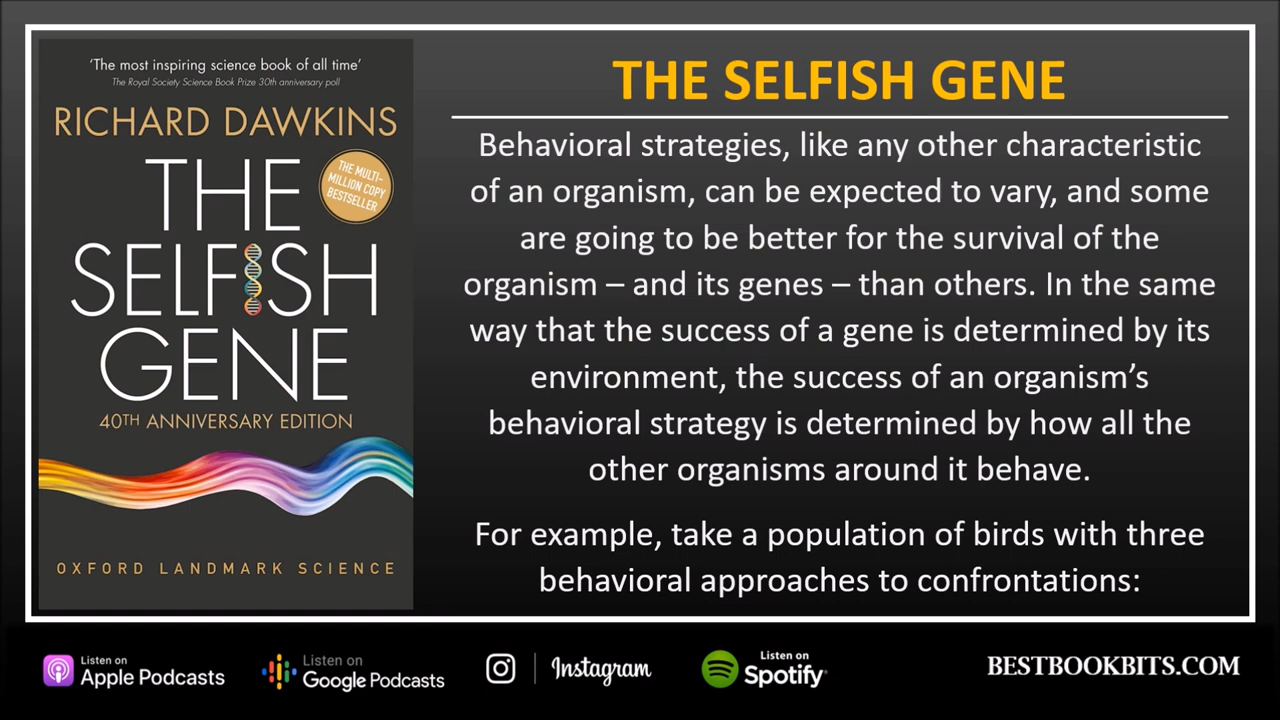 'The most inspiring science book of all time'
The Royal Society Science Book Prize 30th anniversary poll
RICHARD DAWKINS
THE
THE MULTI-
MILLION COPY
BESTSELLER
SELFISH
GENE
40TH ANNIVERSARY EDITION
OXFORD LANDMARK SCIENCE
THE SELFISH GENE
Behavioral strategies, like any other characteristic
of an organism, can be expected to vary, and some
are going to be better for the survival of the
organism – and its genes – than others. In the same
way that the success of a gene is determined by its
environment, the success of an organism’s
behavioral strategy is determined by how all the
other organisms around it behave.
For example, take a population of birds with three
behavioral approaches to confrontations:
Listen on
Apple Podcasts
Listen on
Google Podcasts
Instagram
Listen on
Spotify
BESTBOOKBITS.COM